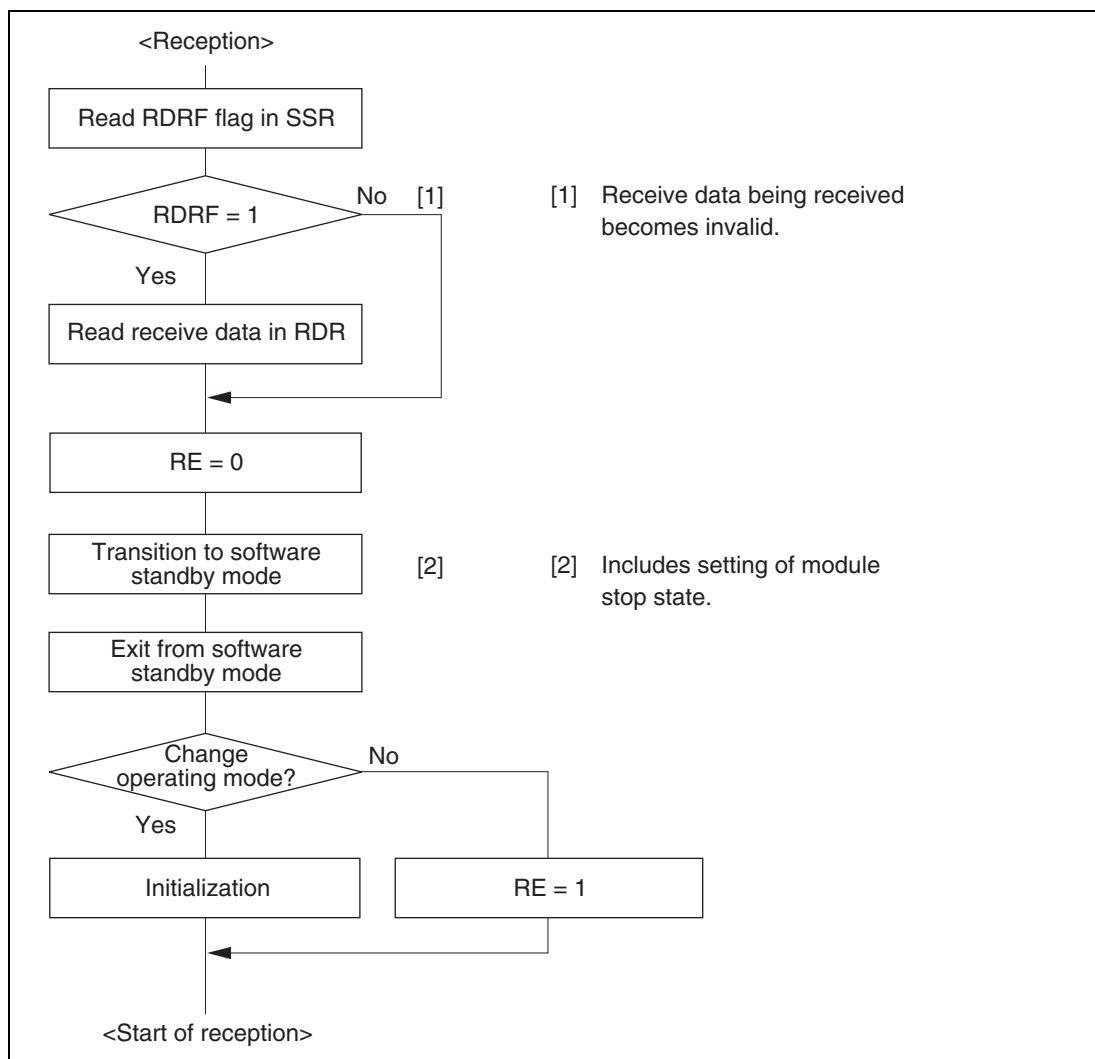 <Reception>
Read RDRF flag in SSR
RDRF = 1
No [1]
[1] Receive data being received
becomes invalid.
Yes
Read receive data in RDR
RE = 0
Transition to software
standby mode
[2]
[2] Includes setting of module
stop state.
Exit from software
standby mode
Change
operating mode?
No
Yes
Initialization
RE = 1
<Start of reception>